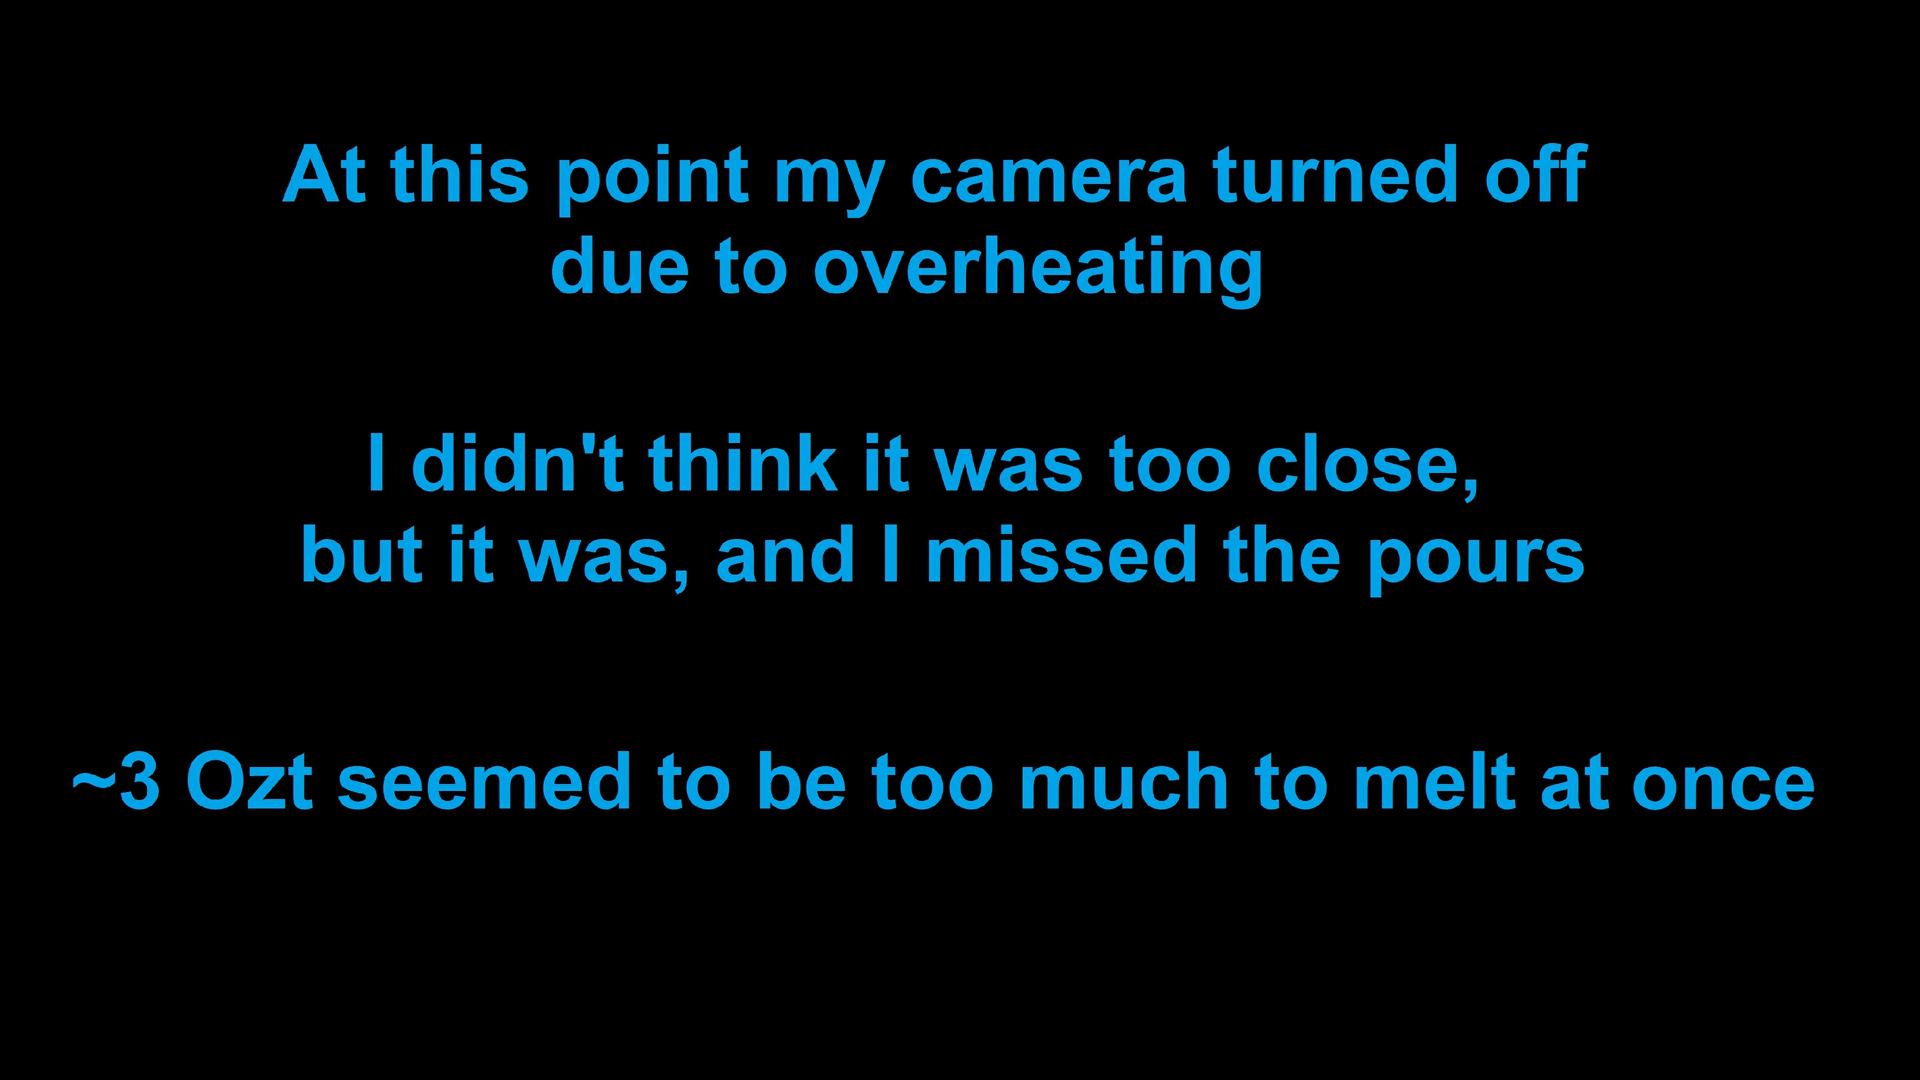 At this point my camera turned off
due to overheating
I didn't think it was too close,
but it was, and I missed the pours
~3 Ozt seemed to be too much to melt at once